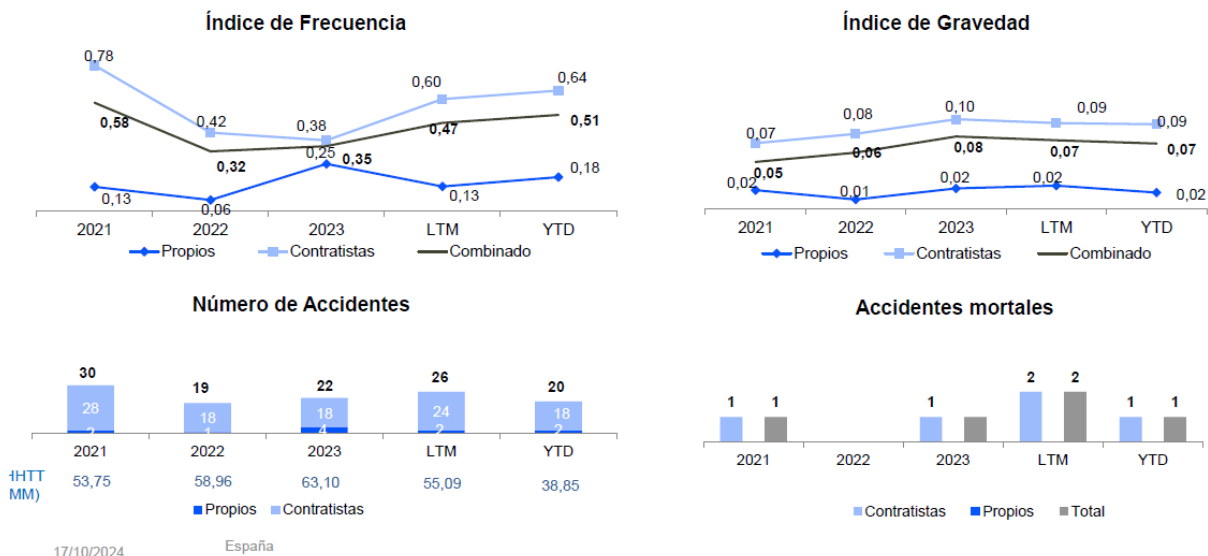 Índice de Frecuencia
0,78
0,42
0,38
0,60
0,64
0,58
0,32
0,25
0,35
0,47
0,51
0,13
0,06
0,13
0,18
2021 2022 2023 LTM YTD
Propios Contratistas Combinado
Índice de Gravedad
0,07
0,08
0,10
0,09
0,09
0,05
0,06
0,08
0,07
0,07
0,02
0,01
0,02
0,02
0,02
2021 2022 2023 LTM YTD
Propios Contratistas Combinado
Número de Accidentes
30 19 22 26 20
28 18 18 24 18
2 1 4 2 2
2021 2022 2023 LTM YTD
HHTT
MM)
53,75 58,96 63,10 55,09 38,85
Propios Contratistas
Accidentes mortales
1 1 1 2 2 1 1
2021 2022 2023 LTM YTD
Contratistas Propios Total
17/10/2024 España